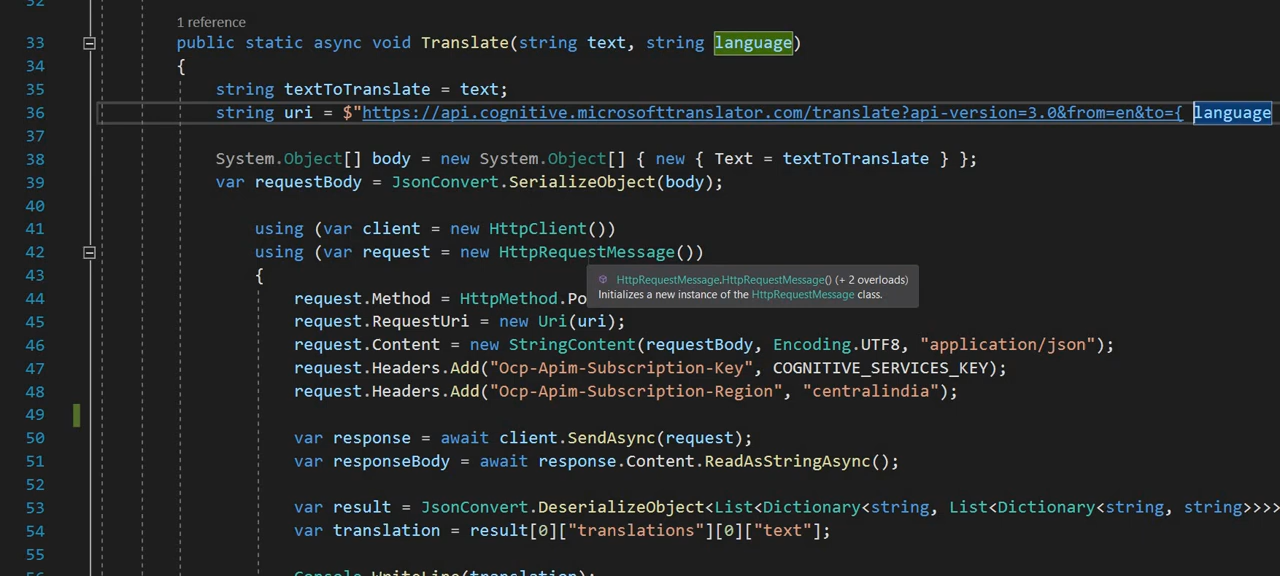 32
1 reference
33 public static async void Translate(string text, string language)
34 {
35 string textToTranslate = text;
36 string uri = $"https://api.cognitive.microsofttranslator.com/translate?api-version=3.0&from=en&to={ language
37
38 System.Object[] body = new System.Object[] { new { Text = textToTranslate } };
39 var requestBody = JsonConvert.SerializeObject(body);
40
41 using (var client = new HttpClient())
42 using (var request = new HttpRequestMessage())
HttpRequestMessage.HttpRequestMessage() (+ 2 overloads)
Initializes a new instance of the HttpRequestMessage class.
43 {
44 request.Method = HttpMethod.Po
45 request.RequestUri = new Uri(uri);
46 request.Content = new StringContent(requestBody, Encoding.UTF8, "application/json");
47 request.Headers.Add("Ocp-Apim-Subscription-Key", COGNITIVE_SERVICES_KEY);
48 request.Headers.Add("Ocp-Apim-Subscription-Region", "centralindia");
49
50 var response = await client.SendAsync(request);
51 var responseBody = await response.Content.ReadAsStringAsync();
52
53 var result = JsonConvert.DeserializeObject<List<Dictionary<string, List<Dictionary<string, string>>>>
54 var translation = result[0]["translations"][0]["text"];
55
56 Console.WriteLine(translation);